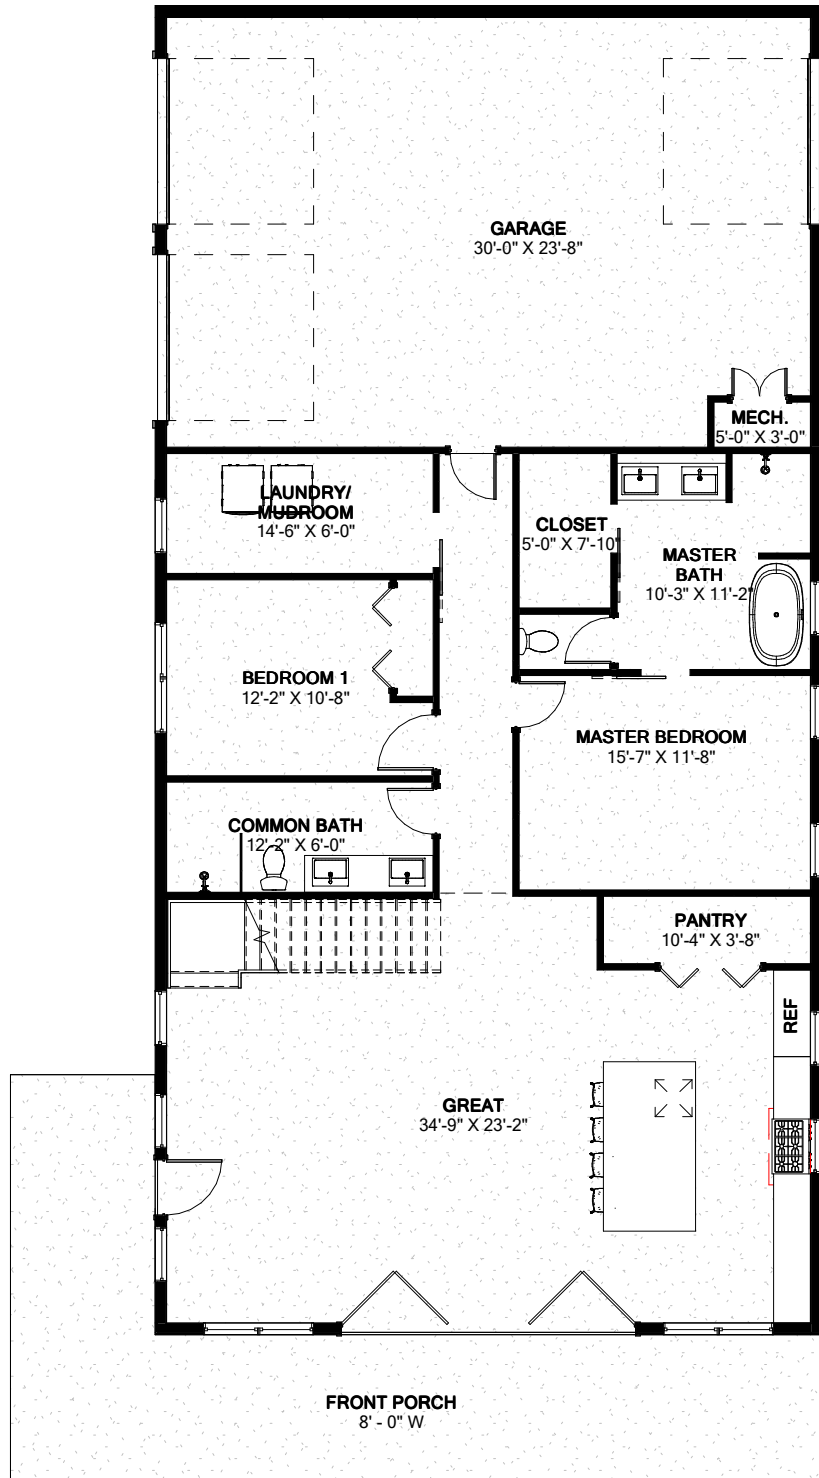 GARAGE
30'-0" X 23'-8"
MECH.
5'-0" X 3'-0"
LAUNDRY/
MUDROOM
14'-6" X 6'-0"
CLOSET
5'-0" X 7'-10"
MASTER
BATH
10'-3" X 11'-2"
BEDROOM 1
12'-2" X 10'-8"
MASTER BEDROOM
15'-7" X 11'-8"
COMMON BATH
12'-2" X 6'-0"
PANTRY
10'-4" X 3'-8"
REF
GREAT
34'-9" X 23'-2"
FRONT PORCH
8' - 0" W